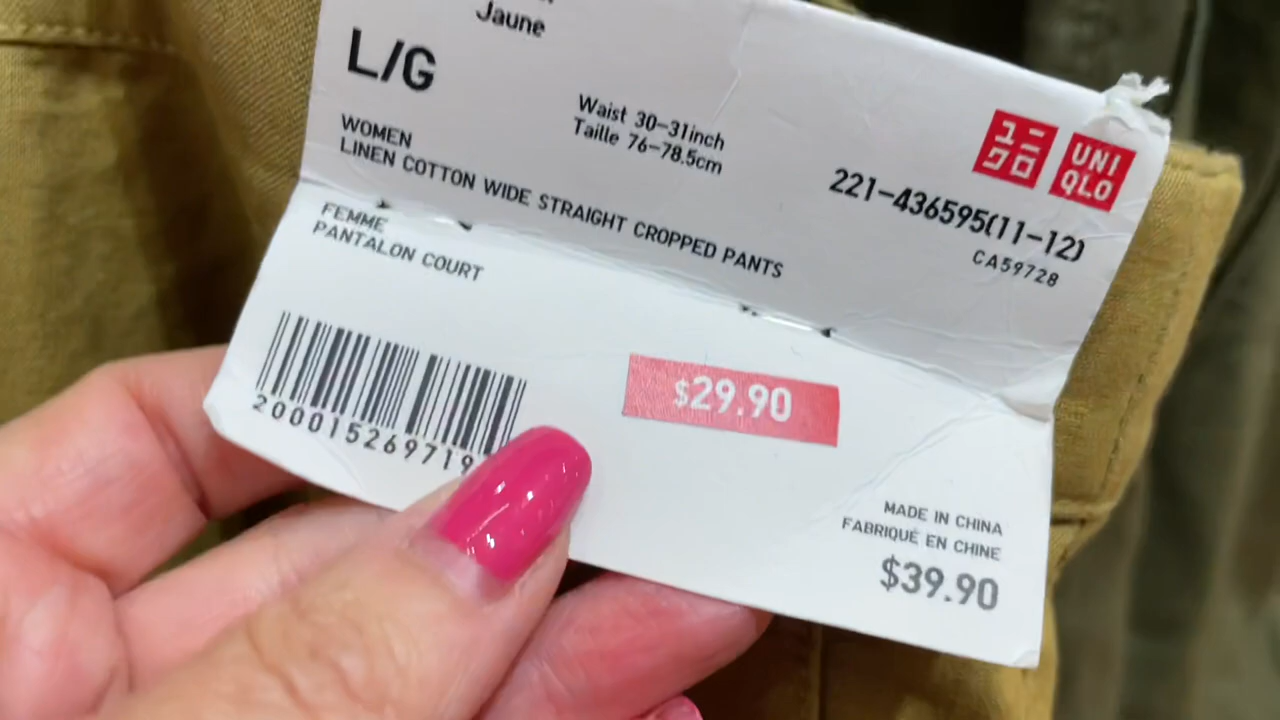 Jaune
L/G
Waist 30-31inch
Taille 76-78.5cm
WOMEN
LINEN COTTON WIDE STRAIGHT CROPPED PANTS
ユニ
クロ
UNI
QLO
221-436595(11-12)
CA59728
FEMME
PANTALON COURT
200015269719
$29.90
MADE IN CHINA
FABRIQUÉ EN CHINE
$39.90